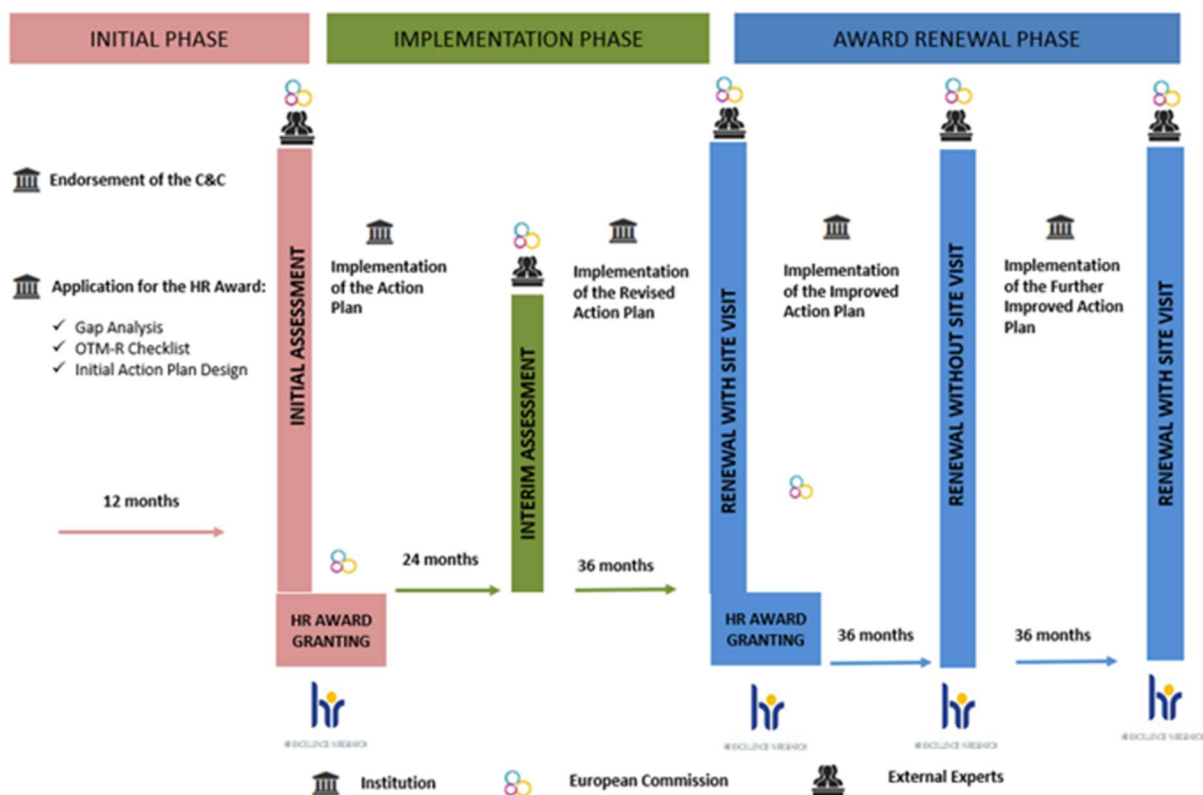 INITIAL PHASE
IMPLEMENTATION PHASE
AWARD RENEWAL PHASE
Endorsement of the C&C
Application for the HR Award:
✓ Gap Analysis
✓ OTM-R Checklist
✓ Initial Action Plan Design
12 months
INITIAL ASSESSMENT
HR AWARD
GRANTING
hr
Implementation
of the Action
Plan
24 months
INTERIM ASSESSMENT
Implementation
of the Revised
Action Plan
36 months
RENEWAL WITH SITE VISIT
HR AWARD
GRANTING
hr
Implementation
of the Improved
Action Plan
36 months
RENEWAL WITHOUT SITE VISIT
hr
Implementation
of the Further
Improved Action
Plan
36 months
RENEWAL WITH SITE VISIT
hr
Institution
European Commission
External Experts